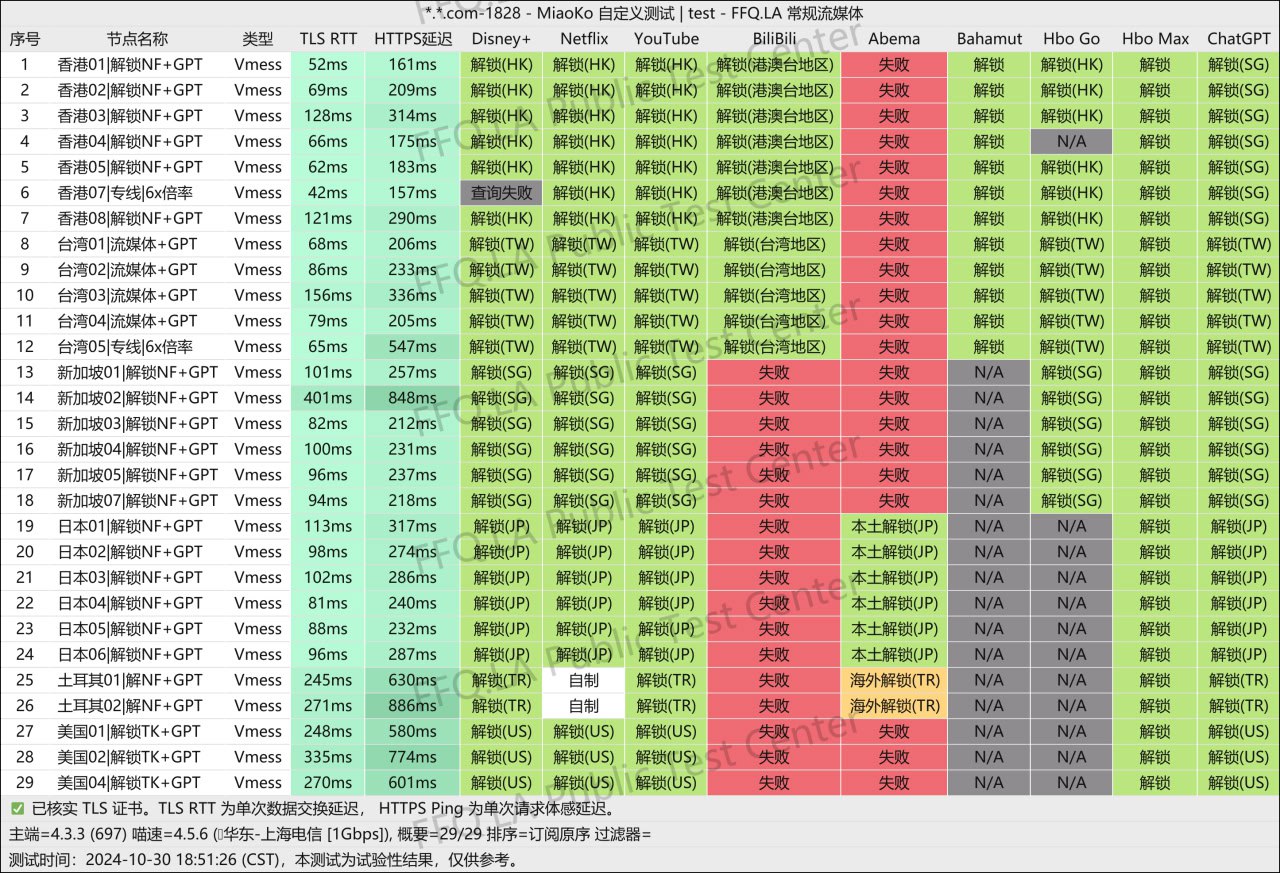 *.*.com-1828 - MiaoKo 自定义测试 | test - FFQ.LA 常规流媒体
序号 节点名称 类型 TLS RTT HTTPS延迟 Disney+ Netflix YouTube BiliBili Abema Bahamut Hbo Go Hbo Max ChatGPT
1 香港01|解锁NF+GPT Vmess 52ms 161ms 解锁(HK) 解锁(HK) 解锁(HK) 解锁(港澳台地区) 失败 解锁 解锁(HK) 解锁 解锁(SG)
2 香港02|解锁NF+GPT Vmess 69ms 209ms 解锁(HK) 解锁(HK) 解锁(HK) 解锁(港澳台地区) 失败 解锁 解锁(HK) 解锁 解锁(SG)
3 香港03|解锁NF+GPT Vmess 128ms 314ms 解锁(HK) 解锁(HK) 解锁(HK) 解锁(港澳台地区) 失败 解锁 解锁(HK) 解锁 解锁(SG)
4 香港04|解锁NF+GPT Vmess 66ms 175ms 解锁(HK) 解锁(HK) 解锁(HK) 解锁(港澳台地区) 失败 解锁 N/A 解锁 解锁(SG)
5 香港05|解锁NF+GPT Vmess 62ms 183ms 解锁(HK) 解锁(HK) 解锁(HK) 解锁(港澳台地区) 失败 解锁 解锁(HK) 解锁 解锁(SG)
6 香港07|专线|6x倍率 Vmess 42ms 157ms 查询失败 解锁(HK) 解锁(HK) 解锁(港澳台地区) 失败 解锁 解锁(HK) 解锁 解锁(SG)
7 香港08|解锁NF+GPT Vmess 121ms 290ms 解锁(HK) 解锁(HK) 解锁(HK) 解锁(港澳台地区) 失败 解锁 解锁(HK) 解锁 解锁(SG)
8 台湾01|流媒体+GPT Vmess 68ms 206ms 解锁(TW) 解锁(TW) 解锁(TW) 解锁(台湾地区) 失败 解锁 解锁(TW) 解锁 解锁(TW)
9 台湾02|流媒体+GPT Vmess 86ms 233ms 解锁(TW) 解锁(TW) 解锁(TW) 解锁(台湾地区) 失败 解锁 解锁(TW) 解锁 解锁(TW)
10 台湾03|流媒体+GPT Vmess 156ms 336ms 解锁(TW) 解锁(TW) 解锁(TW) 解锁(台湾地区) 失败 解锁 解锁(TW) 解锁 解锁(TW)
11 台湾04|流媒体+GPT Vmess 79ms 205ms 解锁(TW) 解锁(TW) 解锁(TW) 解锁(台湾地区) 失败 解锁 解锁(TW) 解锁 解锁(TW)
12 台湾05|专线|6x倍率 Vmess 65ms 547ms 解锁(TW) 解锁(TW) 解锁(TW) 解锁(台湾地区) 失败 解锁 解锁(TW) 解锁 解锁(TW)
13 新加坡01|解锁NF+GPT Vmess 101ms 257ms 解锁(SG) 解锁(SG) 解锁(SG) 失败 失败 N/A 解锁(SG) 解锁 解锁(SG)
14 新加坡02|解锁NF+GPT Vmess 401ms 848ms 解锁(SG) 解锁(SG) 解锁(SG) 失败 失败 N/A 解锁(SG) 解锁 解锁(SG)
15 新加坡03|解锁NF+GPT Vmess 82ms 212ms 解锁(SG) 解锁(SG) 解锁(SG) 失败 失败 N/A 解锁(SG) 解锁 解锁(SG)
16 新加坡04|解锁NF+GPT Vmess 100ms 231ms 解锁(SG) 解锁(SG) 解锁(SG) 失败 失败 N/A 解锁(SG) 解锁 解锁(SG)
17 新加坡05|解锁NF+GPT Vmess 96ms 237ms 解锁(SG) 解锁(SG) 解锁(SG) 失败 失败 N/A 解锁(SG) 解锁 解锁(SG)
18 新加坡07|解锁NF+GPT Vmess 94ms 218ms 解锁(SG) 解锁(SG) 解锁(SG) 失败 失败 N/A 解锁(SG) 解锁 解锁(SG)
19 日本01|解锁NF+GPT Vmess 113ms 317ms 解锁(JP) 解锁(JP) 解锁(JP) 失败 本土解锁(JP) N/A N/A 解锁 解锁(JP)
20 日本02|解锁NF+GPT Vmess 98ms 274ms 解锁(JP) 解锁(JP) 解锁(JP) 失败 本土解锁(JP) N/A N/A 解锁 解锁(JP)
21 日本03|解锁NF+GPT Vmess 102ms 286ms 解锁(JP) 解锁(JP) 解锁(JP) 失败 本土解锁(JP) N/A N/A 解锁 解锁(JP)
22 日本04|解锁NF+GPT Vmess 81ms 240ms 解锁(JP) 解锁(JP) 解锁(JP) 失败 本土解锁(JP) N/A N/A 解锁 解锁(JP)
23 日本05|解锁NF+GPT Vmess 88ms 232ms 解锁(JP) 解锁(JP) 解锁(JP) 失败 本土解锁(JP) N/A N/A 解锁 解锁(JP)
24 日本06|解锁NF+GPT Vmess 96ms 287ms 解锁(JP) 解锁(JP) 解锁(JP) 失败 本土解锁(JP) N/A N/A 解锁 解锁(JP)
25 土耳其01|解NF+GPT Vmess 245ms 630ms 解锁(TR) 自制 解锁(TR) 失败 海外解锁(TR) N/A N/A 解锁 解锁(TR)
26 土耳其02|解NF+GPT Vmess 271ms 886ms 解锁(TR) 自制 解锁(TR) 失败 海外解锁(TR) N/A N/A 解锁 解锁(TR)
27 美国01|解锁TK+GPT Vmess 248ms 580ms 解锁(US) 解锁(US) 解锁(US) 失败 失败 N/A N/A 解锁 解锁(US)
28 美国02|解锁TK+GPT Vmess 335ms 774ms 解锁(US) 解锁(US) 解锁(US) 失败 失败 N/A N/A 解锁 解锁(US)
29 美国04|解锁TK+GPT Vmess 270ms 601ms 解锁(US) 解锁(US) 解锁(US) 失败 失败 N/A N/A 解锁 解锁(US)
✅ 已核实 TLS 证书。TLS RTT 为单次数据交换延迟， HTTPS Ping 为单次请求体感延迟。
主端=4.3.3 (697) 喵速=4.5.6 (华东-上海电信 [1Gbps]), 概要=29/29 排序=订阅原序 过滤器=
测试时间：2024-10-30 18:51:26 (CST)，本测试为试验性结果，仅供参考。
FFQ.LA Public Test Center
FFQ.LA Public Test Center
FFQ.LA Public Test Center
FFQ.LA Public Test Center
FFQ.LA Public Test Center
FFQ.LA Public Test Center